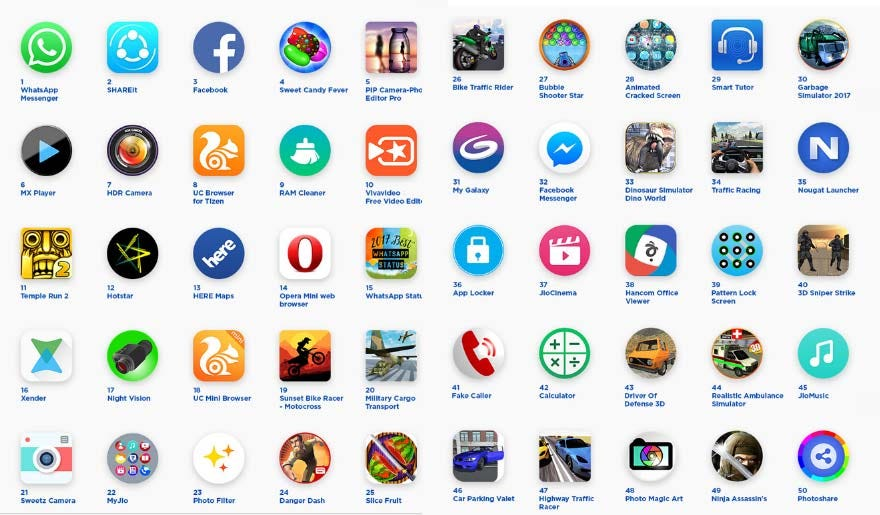 1
WhatsApp
Messenger
2
SHAREit
f
3
Facebook
4
Sweet Candy Fever
5
PIP Camera-Pho
Editor Pro
6
MX Player
7
HDR Camera
8
UC Browser
for Tizen
9
RAM Cleaner
10
Vivavideo
Free Video Edit
2
11
Temple Run 2
12
Hotstar
here
13
HERE Maps
14
Opera Mini web
browser
2017 Best
WHATSAPP
STATUS
15
WhatsApp Statu
16
Xender
17
Night Vision
mini
18
UC Mini Browser
19
Sunset Bike Racer
- Motocross
20
Military Cargo
Transport
21
Sweetz Camera
22
MyJio
23
Photo Filter
24
Danger Dash
25
Slice Fruit
26
Bike Traffic Rider
27
Bubble
Shooter Star
28
Animated
Cracked Screen
29
Smart Tutor
30
Garbage
Simulator 2017
31
My Galaxy
32
Facebook
Messenger
33
Dinosaur Simulator
Dino World
34
Traffic Racing
N
35
Nougat Launcher
36
App Locker
37
JioCinema
38
Hancom Office
Viewer
39
Pattern Lock
Screen
40
3D Sniper Strike
41
Fake Caller
42
Calculator
43
Driver Of
Defense 3D
44
Realistic Ambulance
Simulator
45
JioMusic
46
Car Parking Valet
47
Highway Traffic
Racer
48
Photo Magic Art
49
Ninja Assassin's
50
Photoshare